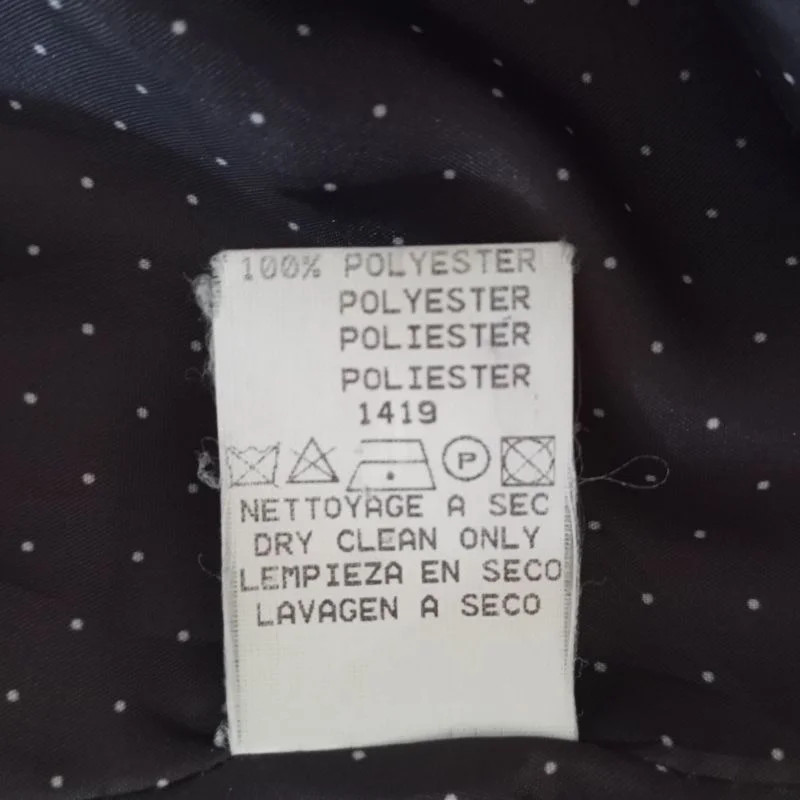 100% POLYESTER
POLYESTER
POLIESTER
POLIESTER
1419
P
NETTOYAGE A SEC
DRY CLEAN ONLY
LEMPIEZA EN SECO
LAVAGEN A SECO